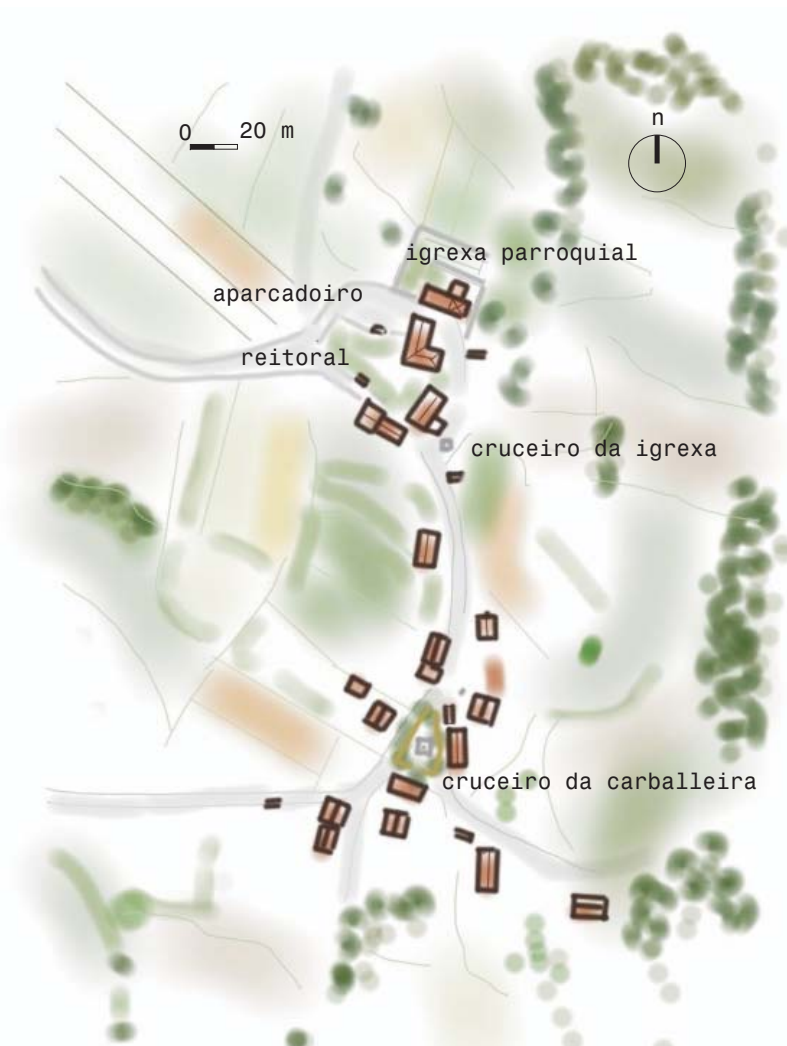 0 20 m
n
igrexa parroquial
aparcadoiro
reitoral
cruceiro da igrexa
cruceiro da carballeira